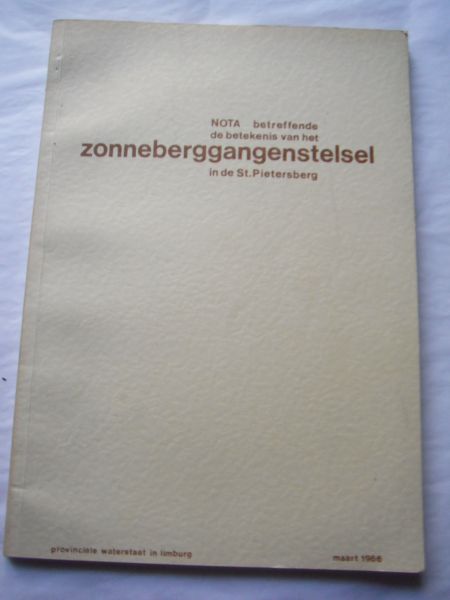 NOTA betreffende
de betekenis van het
zonneberggangenstelsel
in de St. Pietersberg
provinciale waterstaat in limburg
maart 1966